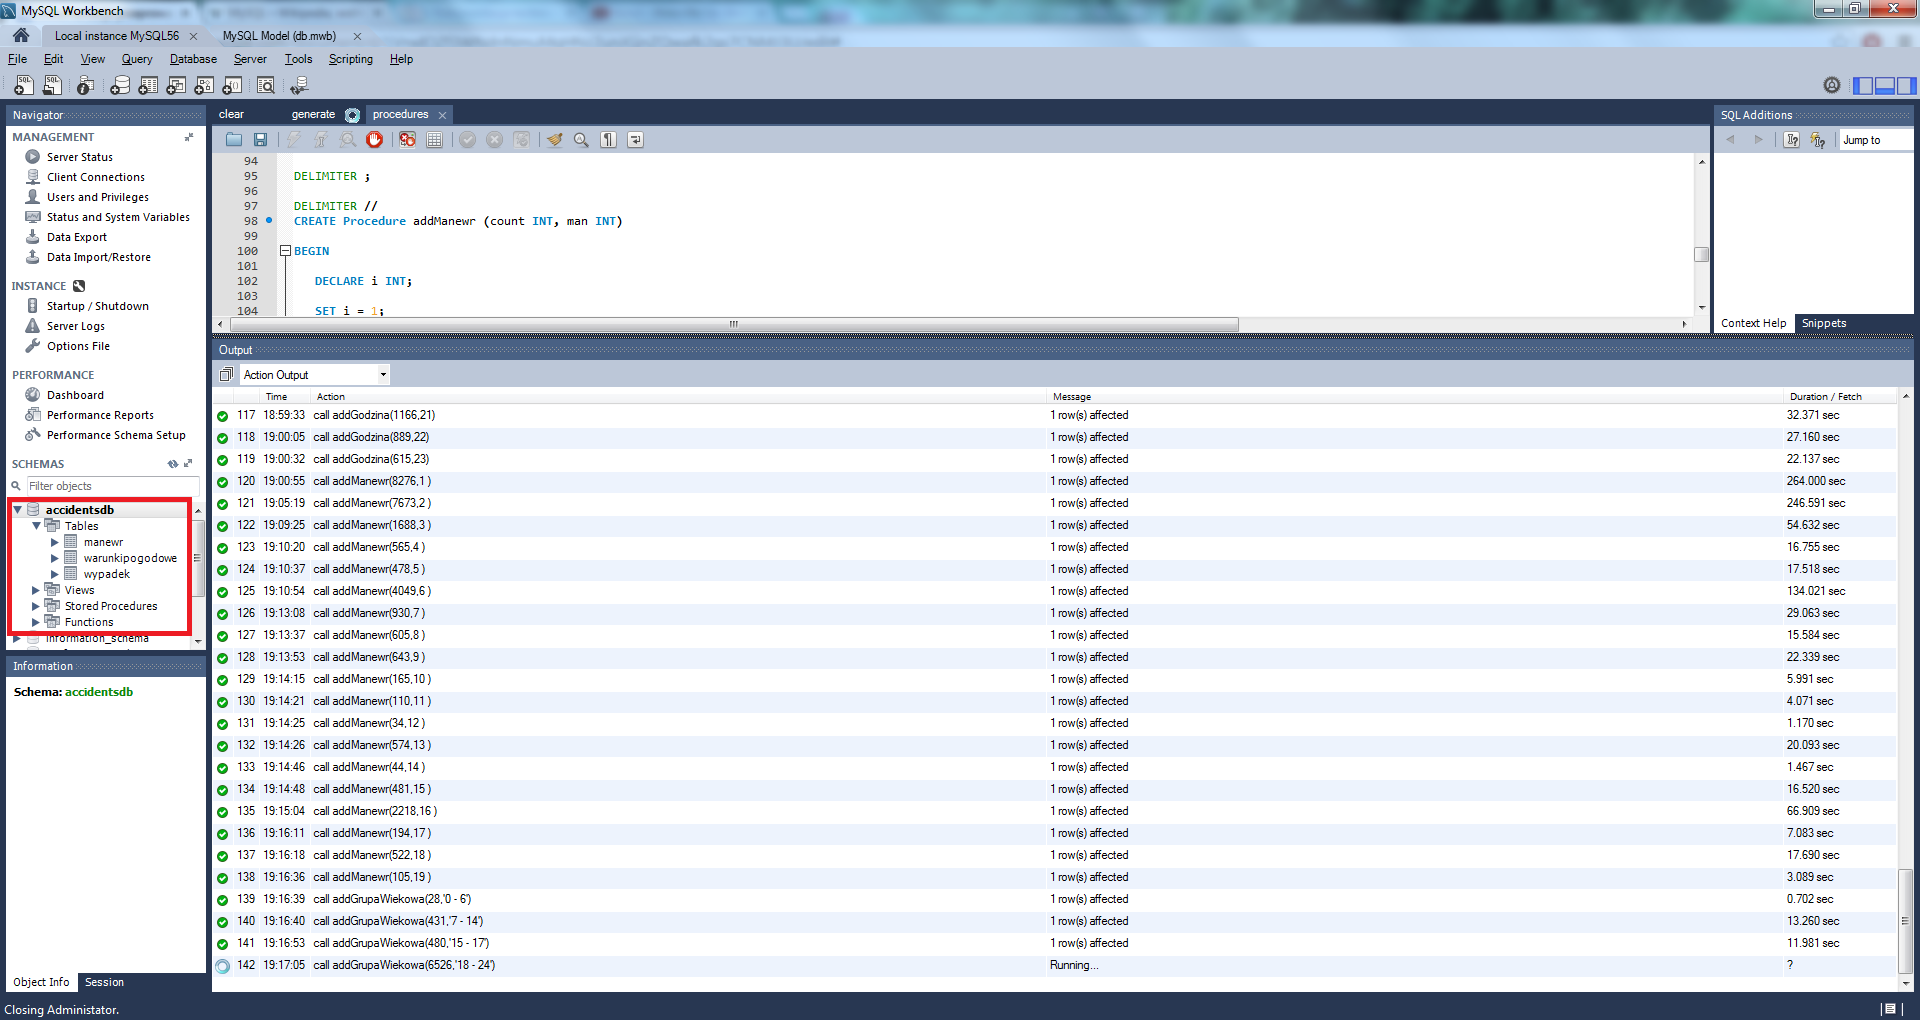 MySQL Workbench
Local instance MySQL56
MySQL Model (db.mwb)
File Edit View Query Database Server Tools Scripting Help
Navigator
MANAGEMENT
Server Status
Client Connections
Users and Privileges
Status and System Variables
Data Export
Data Import/Restore
INSTANCE
Startup / Shutdown
Server Logs
Options File
PERFORMANCE
Dashboard
Performance Reports
Performance Schema Setup
SCHEMAS
Filter objects
accidentsdb
Tables
manewr
warunkipogodowe
wypadek
Views
Stored Procedures
Functions
information_schema
Information
Schema: accidentsdb
Object Info Session
clear generate procedures
94
95 DELIMITER ;
96
97 DELIMITER //
98 CREATE Procedure addManewr (count INT, man INT)
99
100 BEGIN
101
102 DECLARE i INT;
103
104 SET i = 1;
SQL Additions
Jump to
Context Help Snippets
Output
Action Output
Time Action Message Duration / Fetch
117 18:59:33 call addGodzina(1166,21) 1 row(s) affected 32.371 sec
118 19:00:05 call addGodzina(889,22) 1 row(s) affected 27.160 sec
119 19:00:32 call addGodzina(615,23) 1 row(s) affected 22.137 sec
120 19:00:55 call addManewr(8276,1 ) 1 row(s) affected 264.000 sec
121 19:05:19 call addManewr(7673,2 ) 1 row(s) affected 246.591 sec
122 19:09:25 call addManewr(1688,3 ) 1 row(s) affected 54.632 sec
123 19:10:20 call addManewr(565,4 ) 1 row(s) affected 16.755 sec
124 19:10:37 call addManewr(478,5 ) 1 row(s) affected 17.518 sec
125 19:10:54 call addManewr(4049,6 ) 1 row(s) affected 134.021 sec
126 19:13:08 call addManewr(930,7 ) 1 row(s) affected 29.063 sec
127 19:13:37 call addManewr(605,8 ) 1 row(s) affected 15.584 sec
128 19:13:53 call addManewr(643,9 ) 1 row(s) affected 22.339 sec
129 19:14:15 call addManewr(165,10 ) 1 row(s) affected 5.991 sec
130 19:14:21 call addManewr(110,11 ) 1 row(s) affected 4.071 sec
131 19:14:25 call addManewr(34,12 ) 1 row(s) affected 1.170 sec
132 19:14:26 call addManewr(574,13 ) 1 row(s) affected 20.093 sec
133 19:14:46 call addManewr(44,14 ) 1 row(s) affected 1.467 sec
134 19:14:48 call addManewr(481,15 ) 1 row(s) affected 16.520 sec
135 19:15:04 call addManewr(2218,16 ) 1 row(s) affected 66.909 sec
136 19:16:11 call addManewr(194,17 ) 1 row(s) affected 7.083 sec
137 19:16:18 call addManewr(522,18 ) 1 row(s) affected 17.690 sec
138 19:16:36 call addManewr(105,19 ) 1 row(s) affected 3.089 sec
139 19:16:39 call addGrupaWiekowa(28,'0 - 6') 1 row(s) affected 0.702 sec
140 19:16:40 call addGrupaWiekowa(431,'7 - 14') 1 row(s) affected 13.260 sec
141 19:16:53 call addGrupaWiekowa(480,'15 - 17') 1 row(s) affected 11.981 sec
142 19:17:05 call addGrupaWiekowa(6526,'18 - 24') Running... ?
Closing Administator.